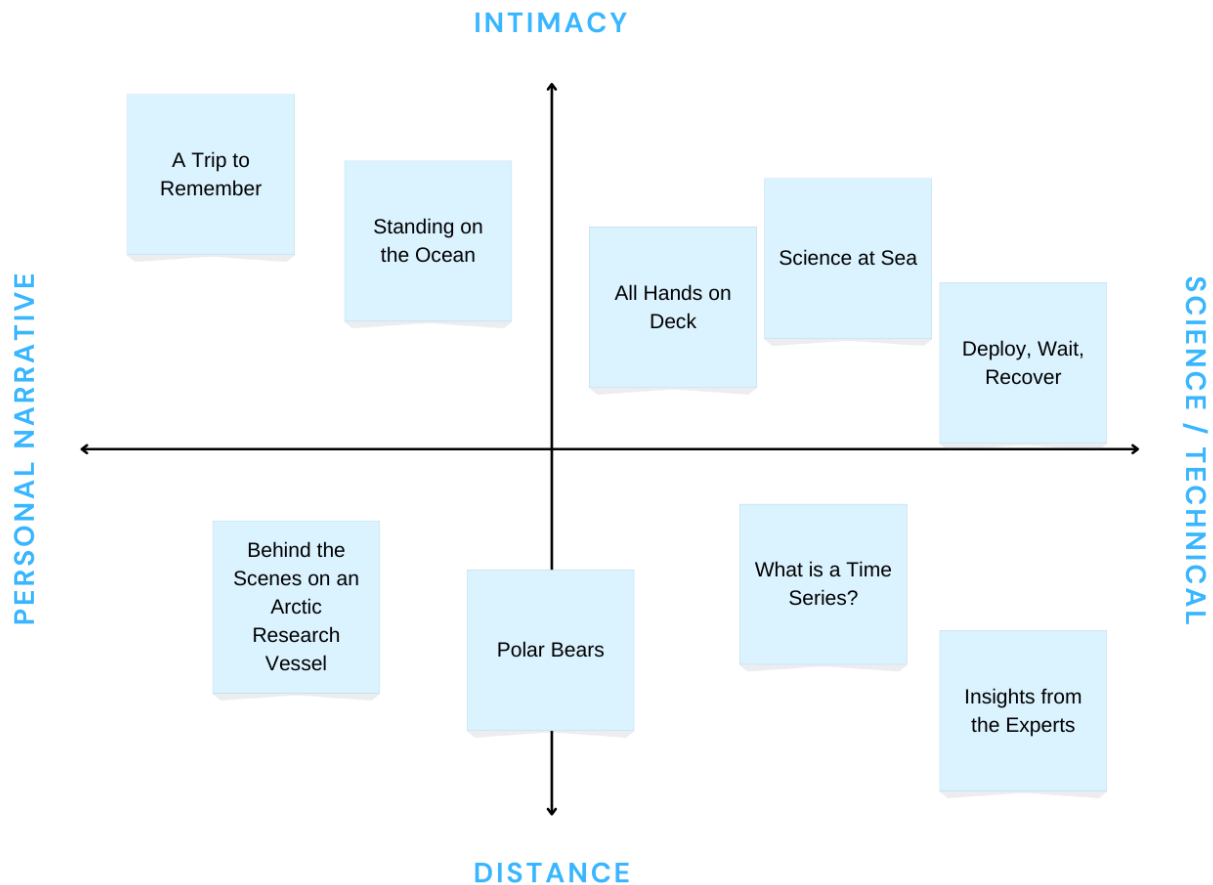 INTIMACY
A Trip to
Remember
Standing on
the Ocean
All Hands on
Deck
Science at Sea
Deploy, Wait,
Recover
PERSONAL NARRATIVE
SCIENCE / TECHNICAL
Behind the
Scenes on an
Arctic
Research
Vessel
Polar Bears
What is a Time
Series?
Insights from
the Experts
DISTANCE